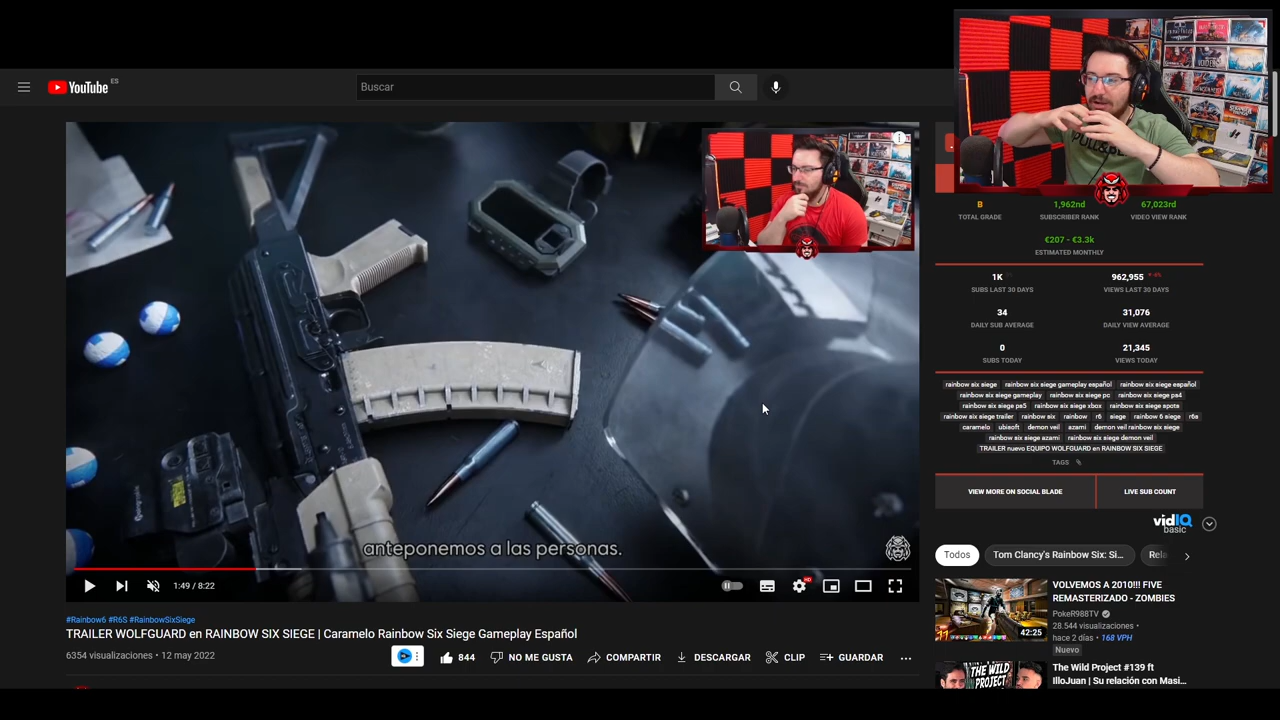 YouTube ES
Buscar
anteponemos a las personas.
1:49 / 8:22
#Rainbow6 #R6S #RainbowSixSiege
TRAILER WOLFGUARD en RAINBOW SIX SIEGE | Caramelo Rainbow Six Siege Gameplay Español
6354 visualizaciones • 12 may 2022
844
NO ME GUSTA
COMPARTIR
DESCARGAR
CLIP
GUARDAR
PULL&BE
B
1,962nd
67,023rd
TOTAL GRADE
SUBSCRIBER RANK
VIDEO VIEW RANK
€207 - €3.3k
ESTIMATED MONTHLY
1K
962,955
SUBS LAST 30 DAYS
VIEWS LAST 30 DAYS
34
31,076
DAILY SUB AVERAGE
DAILY VIEW AVERAGE
0
21,345
SUBS TODAY
VIEWS TODAY
rainbow six siege rainbow six siege gameplay español rainbow six siege español
rainbow six siege gameplay rainbow six siege pc rainbow six siege ps4
rainbow six siege ps5 rainbow six siege xbox rainbow six siege spots
rainbow six siege trailer rainbow six rainbow r6 siege rainbow 6 siege r6s
caramelo ubisoft demon veil azami demon veil rainbow six siege
rainbow six siege azami rainbow six siege demon veil
TRAILER nuevo EQUIPO WOLFGUARD en RAINBOW SIX SIEGE
TAGS
VIEW MORE ON SOCIAL BLADE
LIVE SUB COUNT
vidIQ
basic
Todos
Tom Clancy's Rainbow Six: Si...
Rela
VOLVEMOS A 2010!!! FIVE
REMASTERIZADO - ZOMBIES
PokeR988TV
28.544 visualizaciones •
hace 2 días • 168 VPH
Nuevo
42:25
The Wild Project #139 ft
IlloJuan | Su relación con Masi...
THE WILD
PROJECT